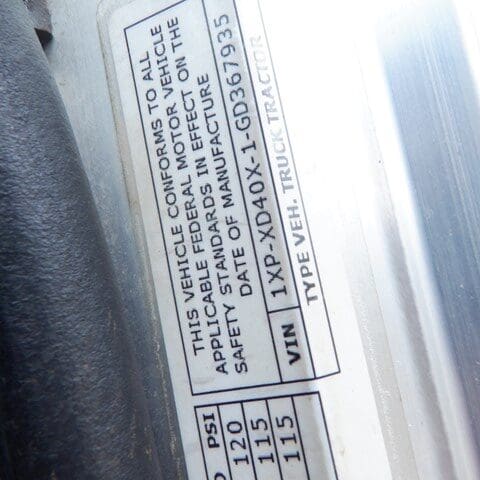 THIS VEHICLE CONFORMS TO ALL
APPLICABLE FEDERAL MOTOR VEHICLE
SAFETY STANDARDS IN EFFECT ON THE
DATE OF MANUFACTURE
VIN 1XP-XD40X-1-GD367935
TYPE VEH. TRUCK TRACTOR
PSI
120
115
115